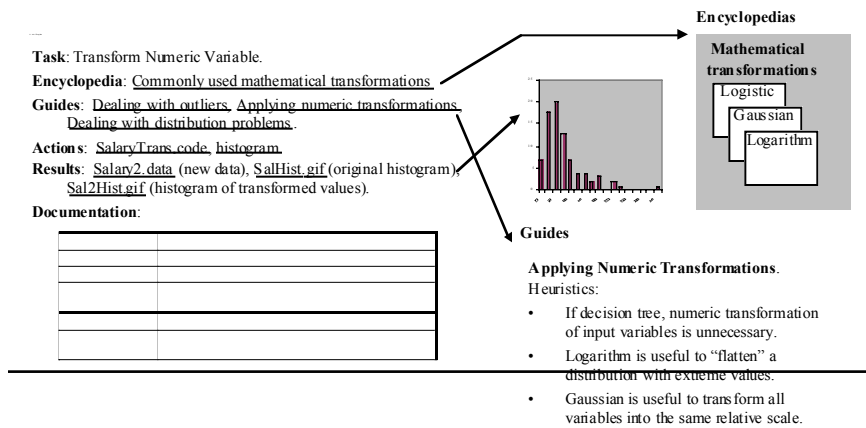 Task: Transform Numeric Variable.
Encyclopedia: Commonly used mathematical transformations
Guides: Dealing with outliers, Applying numeric transformations
Dealing with distribution problems.
Actions: SalaryTrans.code, histogram
Results: Salary2.data (new data), SalHist.gif (original histogram),
Sal2Hist.gif (histogram of transformed values).
Documentation:
Encyclopedias
Mathematical
transformations
Logistic
Gaussian
Logarithm
Guides
Applying Numeric Transformations.
Heuristics:
• If decision tree, numeric transformation
of input variables is unnecessary.
• Logarithm is useful to “flatten” a
distribution with extreme values.
• Gaussian is useful to transform all
variables into the same relative scale.